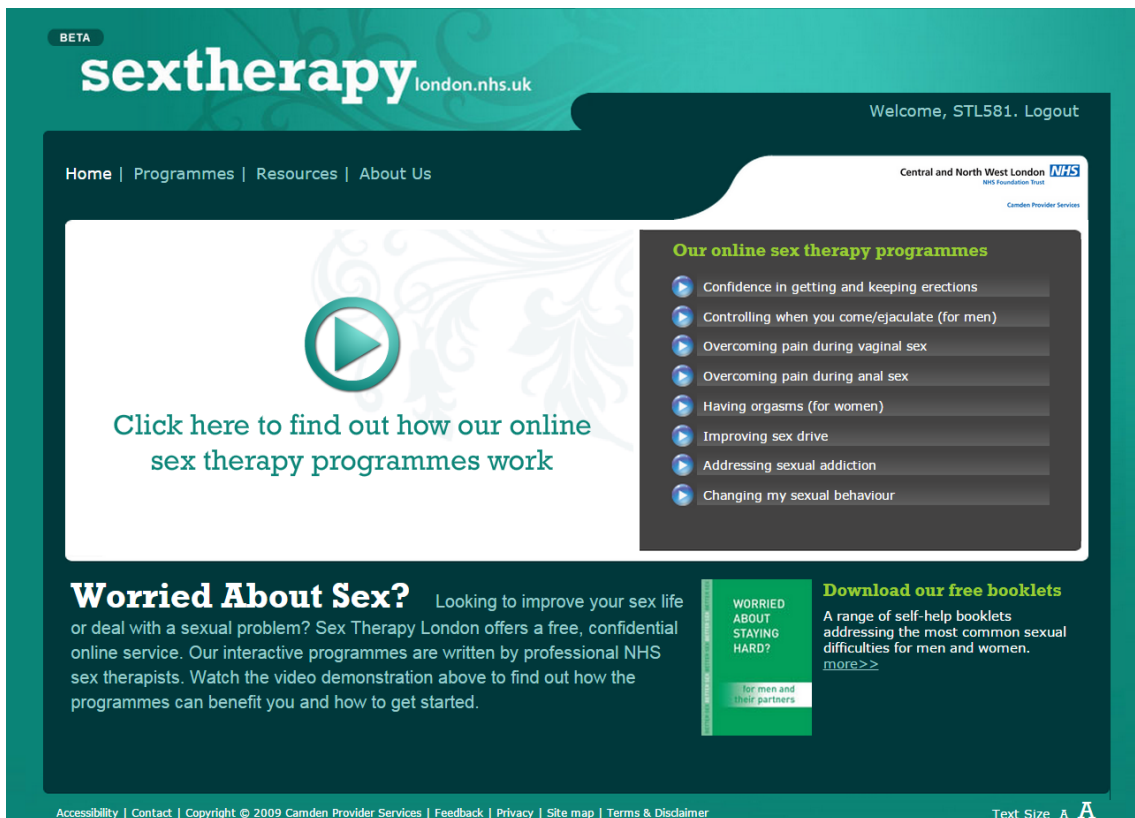 BETA
sextherapylondon.nhs.uk
Welcome, STL581. Logout
Home | Programmes | Resources | About Us
Central and North West London NHS
NHS Foundation Trust
Camden Provider Services
Click here to find out how our online
sex therapy programmes work
Our online sex therapy programmes
Confidence in getting and keeping erections
Controlling when you come/ejaculate (for men)
Overcoming pain during vaginal sex
Overcoming pain during anal sex
Having orgasms (for women)
Improving sex drive
Addressing sexual addiction
Changing my sexual behaviour
Worried About Sex? Looking to improve your sex life
or deal with a sexual problem? Sex Therapy London offers a free, confidential
online service. Our interactive programmes are written by professional NHS
sex therapists. Watch the video demonstration above to find out how the
programmes can benefit you and how to get started.
WORRIED
ABOUT
STAYING
HARD?
for men and
their partners
Download our free booklets
A range of self-help booklets
addressing the most common sexual
difficulties for men and women.
more>>
Accessibility | Contact | Copyright © 2009 Camden Provider Services | Feedback | Privacy | Site map | Terms & Disclaimer
Text Size A A